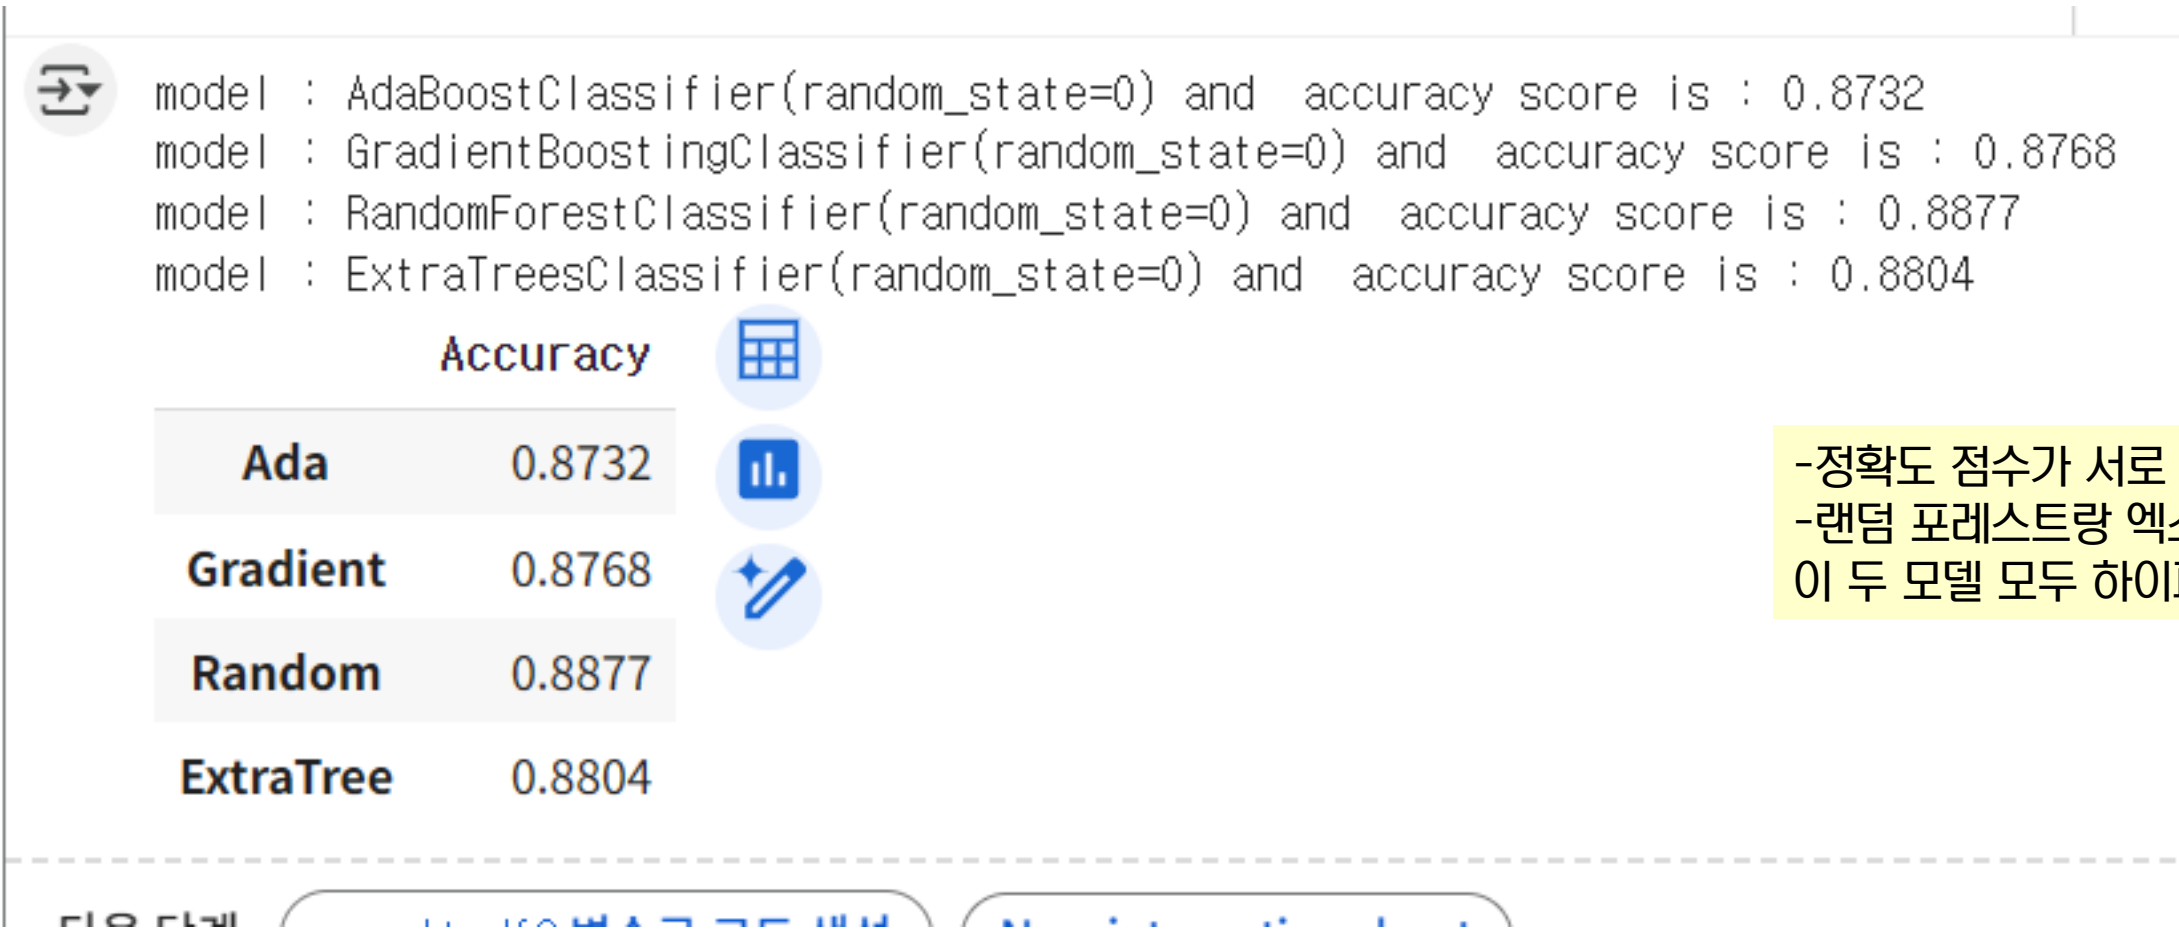 model : AdaBoostClassifier(random_state=0) and  accuracy score is : 0.8732
model : GradientBoostingClassifier(random_state=0) and  accuracy score is : 0.8768
model : RandomForestClassifier(random_state=0) and  accuracy score is : 0.8877
model : ExtraTreesClassifier(random_state=0) and  accuracy score is : 0.8804
Accuracy
Ada 0.8732
Gradient 0.8768
Random 0.8877
ExtraTree 0.8804
-정확도 점수가 서로
-랜덤 포레스트랑
이 두 모델 모두